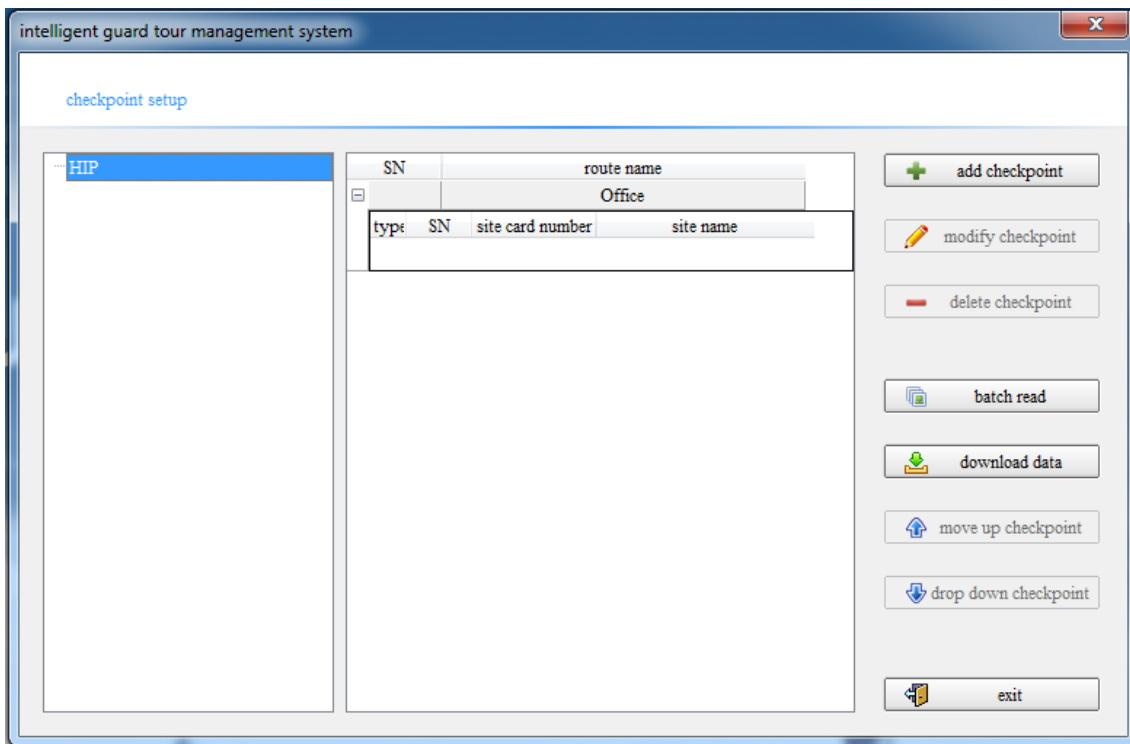 intelligent guard tour management system
checkpoint setup
HIP
SN route name
Office
type SN site card number site name
add checkpoint
modify checkpoint
delete checkpoint
batch read
download data
move up checkpoint
drop down checkpoint
exit